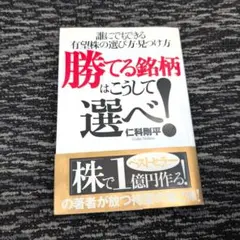 誰にでもできる
有望株の選び方・見つけ方
勝てる銘柄
はこうして
選べ!
仁科剛平
ベストセラー
「株で1億円作る!」
の著者が放つ